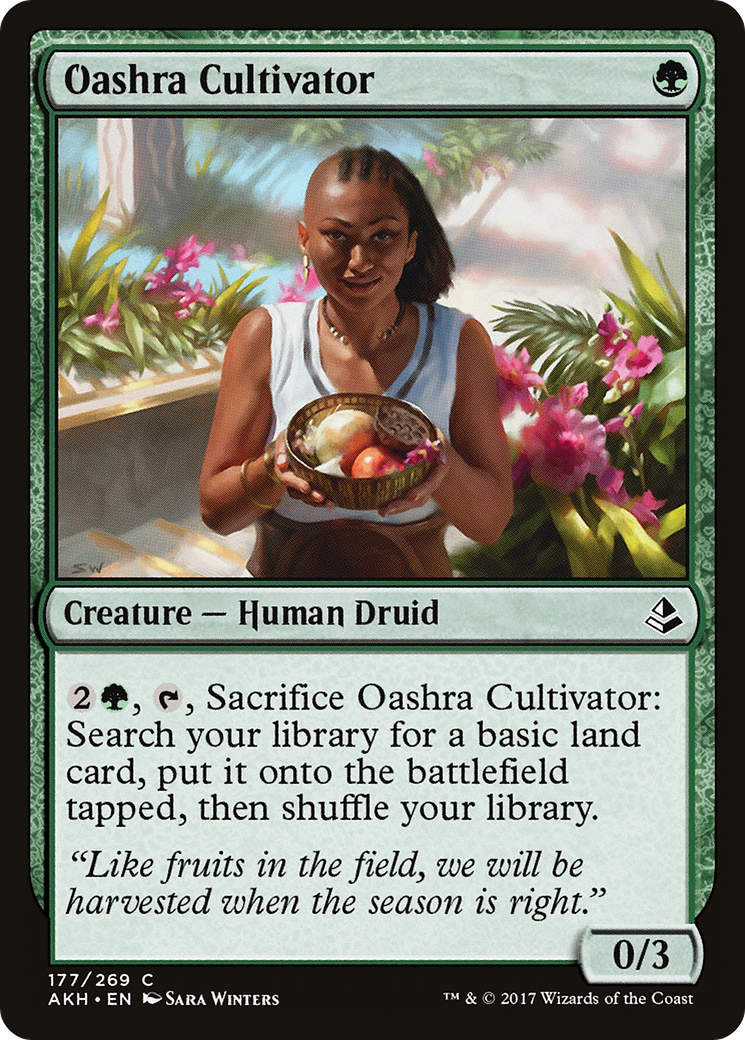 Oashra Cultivator
SW
Creature — Human Druid
2, , Sacrifice Oashra Cultivator:
Search your library for a basic land
card, put it onto the battlefield
tapped, then shuffle your library.
“Like fruits in the field, we will be
harvested when the season is right.”
0/3
177/269 C
AKH • EN Sara Winters
™ & © 2017 Wizards of the Coast